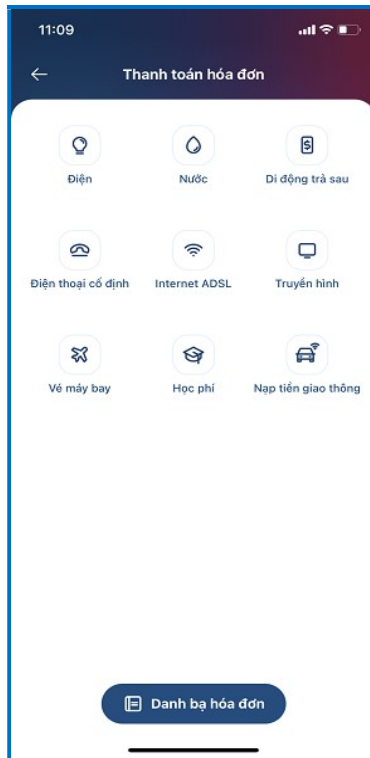 11:09
Thanh toán hóa đơn
Điện
Nước
Di động trả sau
Điện thoại cố định
Internet ADSL
Truyền hình
Vé máy bay
Học phí
Nạp tiền giao thông
Danh bạ hóa đơn